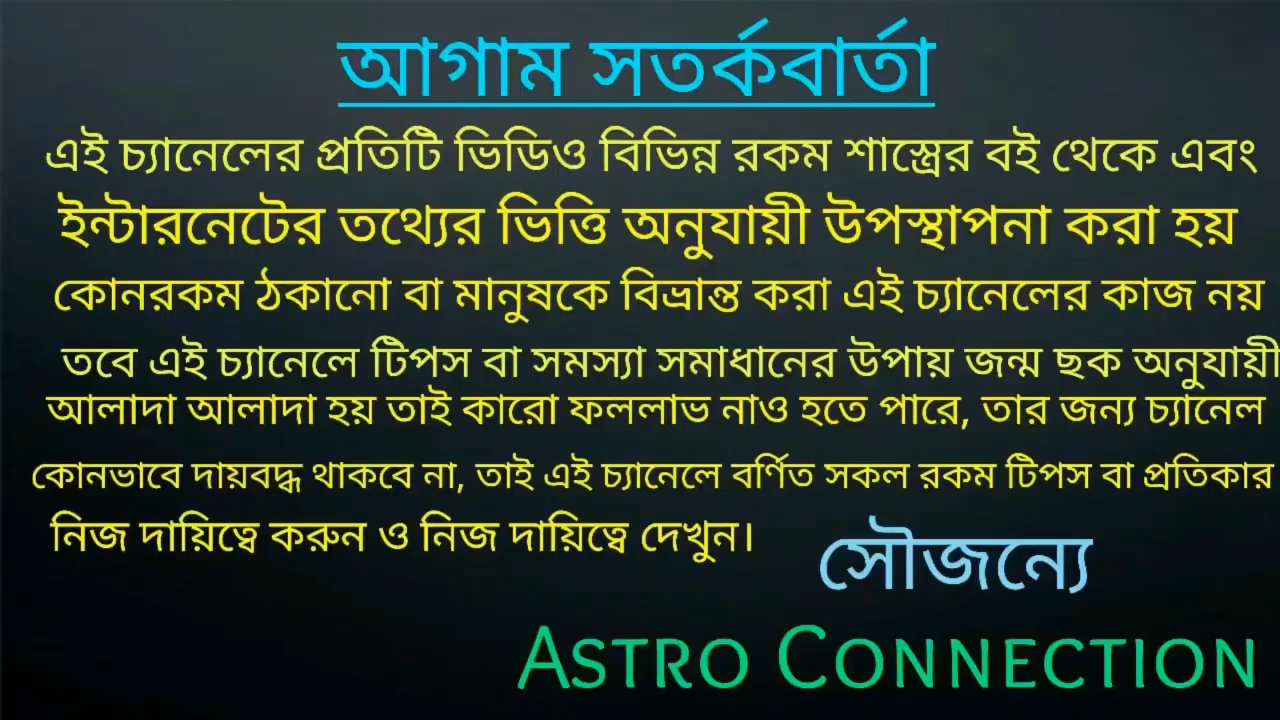 আগাম সতর্কবার্তা
এই চ্যানেলের প্রতিটি ভিডিও বিভিন্ন রকম শাস্ত্রের বই থেকে এবং
ইন্টারনেটের তথ্যের ভিত্তি অনুযায়ী উপস্থাপনা করা হয়
কোনরকম ঠকানো বা মানুষকে বিভ্রান্ত করা এই চ্যানেলের কাজ নয়
তবে এই চ্যানেলে টিপস বা সমস্যা সমাধানের উপায় জন্ম ছক অনুযায়ী
আলাদা আলাদা হয় তাই কারো ফললাভ নাও হতে পারে, তার জন্য চ্যানেল
কোনভাবে দায়বদ্ধ থাকবে না, তাই এই চ্যানেলে বর্ণিত সকল রকম টিপস বা প্রতিকার
নিজ দায়িত্বে করুন ও নিজ দায়িত্বে দেখুন।
সৌজন্যে
ASTRO CONNECTION